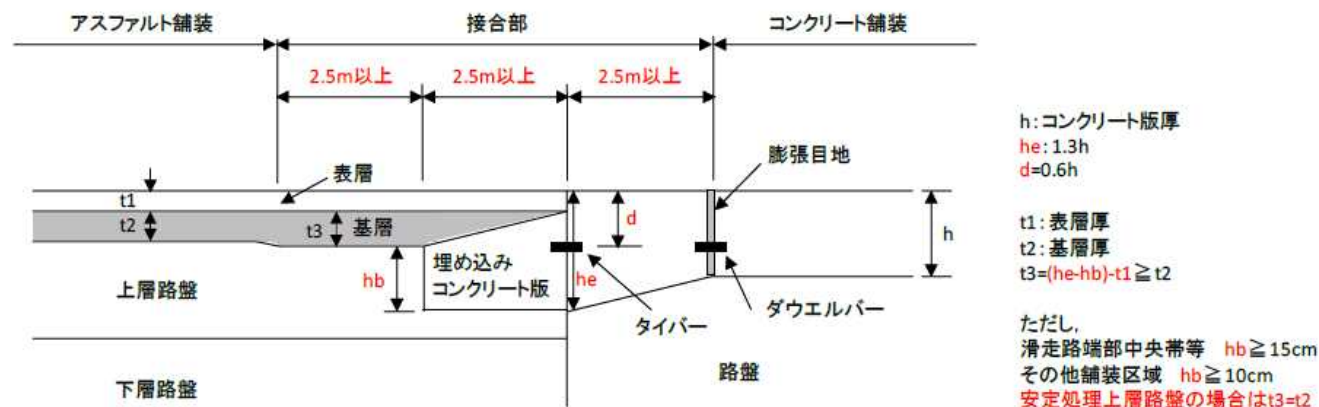 アスファルト舗装
接合部
コンクリート舗装
2.5m以上
2.5m以上
2.5m以上
h:コンクリート版厚
he:1.3h
d=0.6h
膨張目地
表層
t1
t2
t3
基層
d
h
t1:表層厚
t2:基層厚
t3=(he-hb)-t1≧t2
hb
埋め込み
コンクリート版
he
上層路盤
タイバー
ダウエルバー
ただし,
滑走路端部中央帯等 hb≧15cm
その他舗装区域 hb≧10cm
安定処理上層路盤の場合はt3=t2
下層路盤
路盤